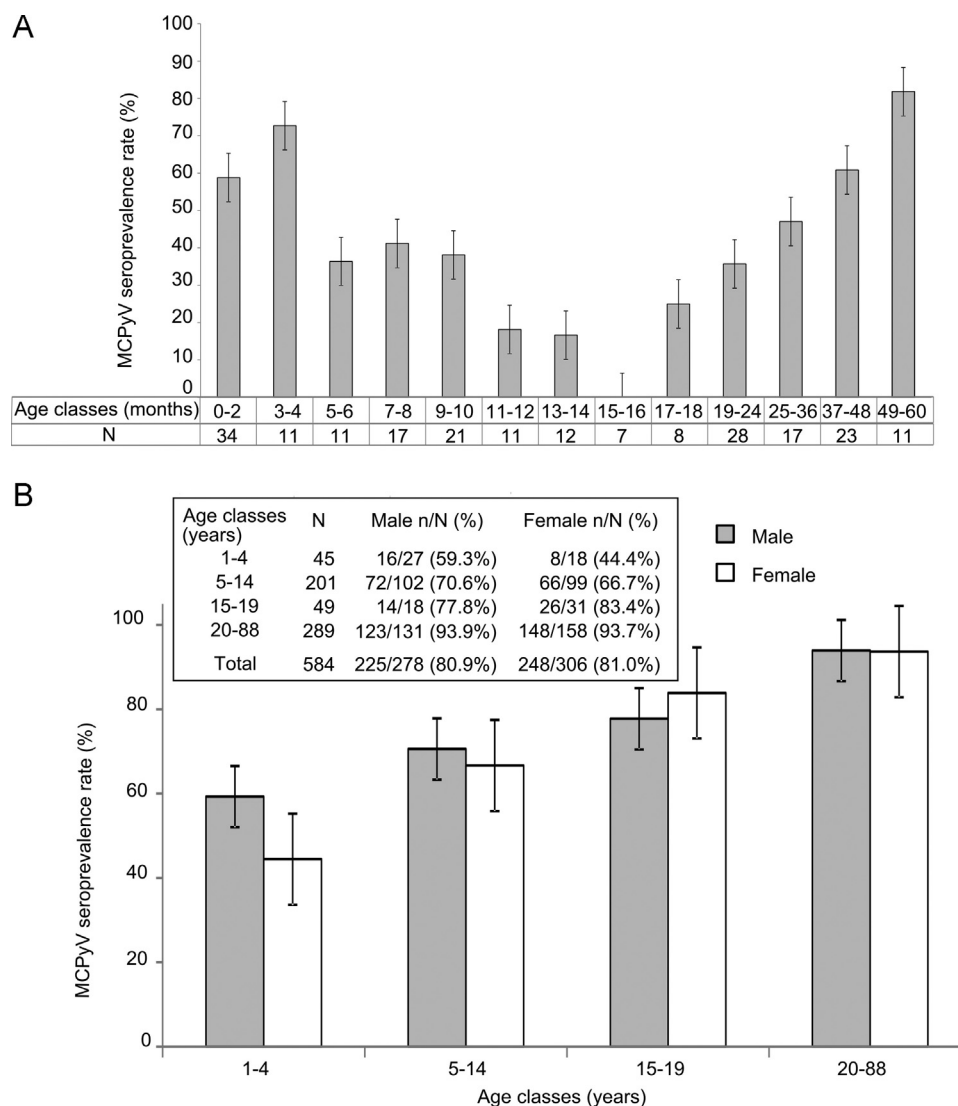 A
MCPyV seroprevalence rate (%)
100
90
80
70
60
50
40
30
20
10
0
Age classes (months) 0-2 3-4 5-6 7-8 9-10 11-12 13-14 15-16 17-18 19-24 25-36 37-48 49-60
N 34 11 11 17 21 11 12 7 8 28 17 23 11
B
Age classes (years) N Male n/N (%) Female n/N (%)
1-4 45 16/27 (59.3%) 8/18 (44.4%)
5-14 201 72/102 (70.6%) 66/99 (66.7%)
15-19 49 14/18 (77.8%) 26/31 (83.4%)
20-88 289 123/131 (93.9%) 148/158 (93.7%)
Total 584 225/278 (80.9%) 248/306 (81.0%)
Male
Female
MCPyV seroprevalence rate (%)
100
80
60
40
20
0
1-4 5-14 15-19 20-88
Age classes (years)